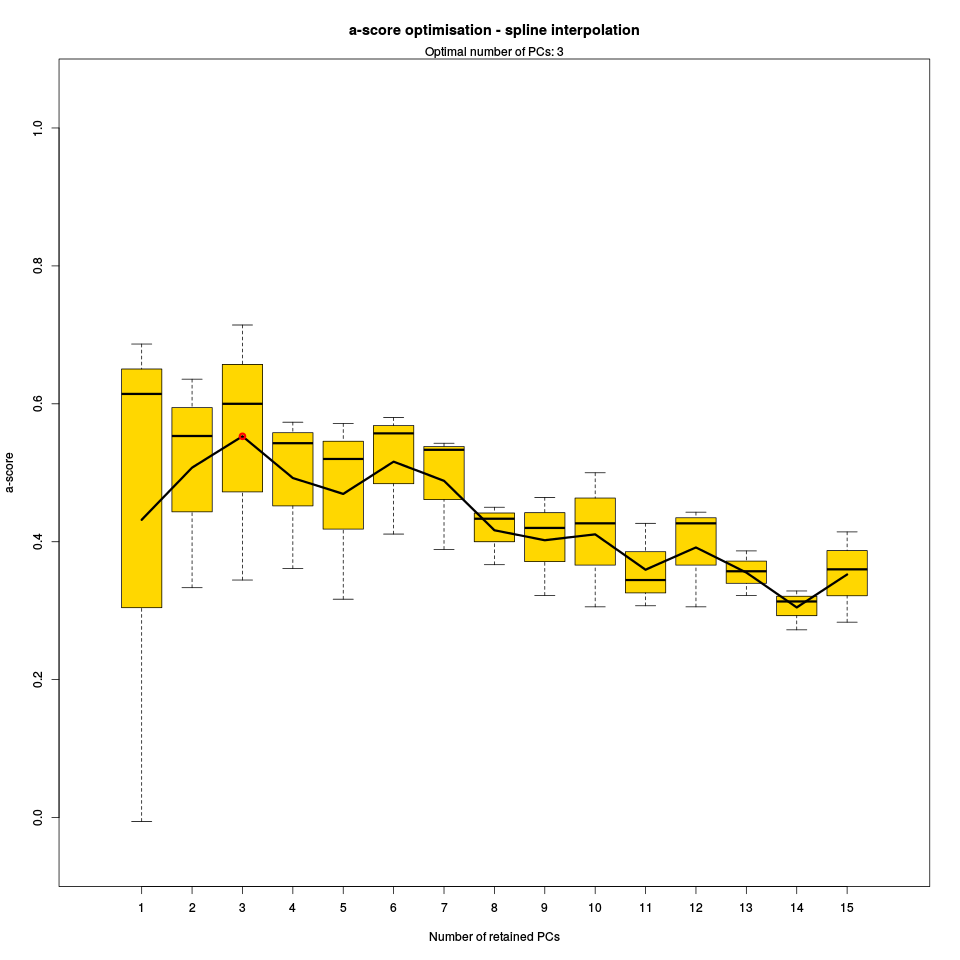 a-score optimisation - spline interpolation
Optimal number of PCs: 3
a-score
1.0
0.8
0.6
0.4
0.2
0.0
1 2 3 4 5 6 7 8 9 10 11 12 13 14 15
Number of retained PCs